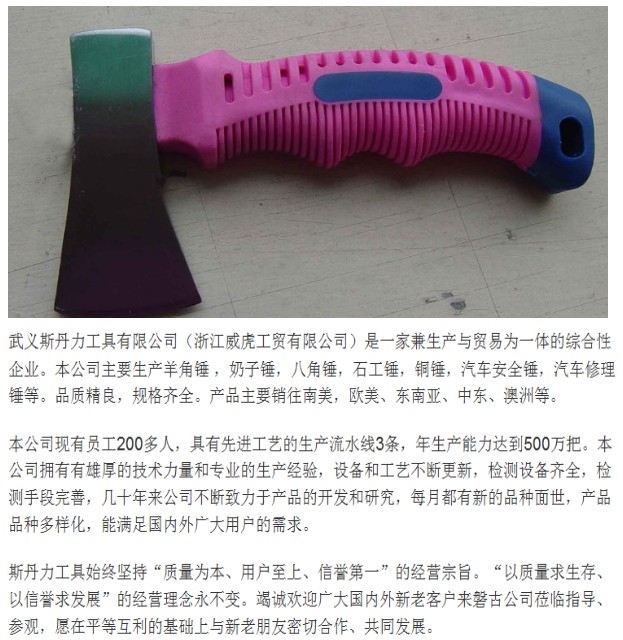 武义斯丹力工具有限公司（浙江威虎工贸有限公司）是一家兼生产与贸易为一体的综合性
企业。本公司主要生产羊角锤，奶子锤，八角锤，石工锤，铜锤，汽车安全锤，汽车修理
锤等。品质精良，规格齐全。产品主要销往南美，欧美、东南亚、中东、澳洲等。
本公司现有员工200多人，具有先进工艺的生产流水线3条，年生产能力达到500万把。本
公司拥有有雄厚的技术力量和专业的生产经验，设备和工艺不断更新，检测设备齐全，检
测手段完善，几十年来公司不断致力于产品的开发和研究，每月都有新的品种面世，产品
品种多样化，能满足国内外广大用户的需求。
斯丹力工具始终坚持“质量为本、用户至上、信誉第一”的经营宗旨。“以质量求生存、
以信誉求发展”的经营理念永不变。竭诚欢迎广大国内外新老客户来磐古公司莅临指导、
参观，愿在平等互利的基础上与新老朋友密切合作、共同发展。